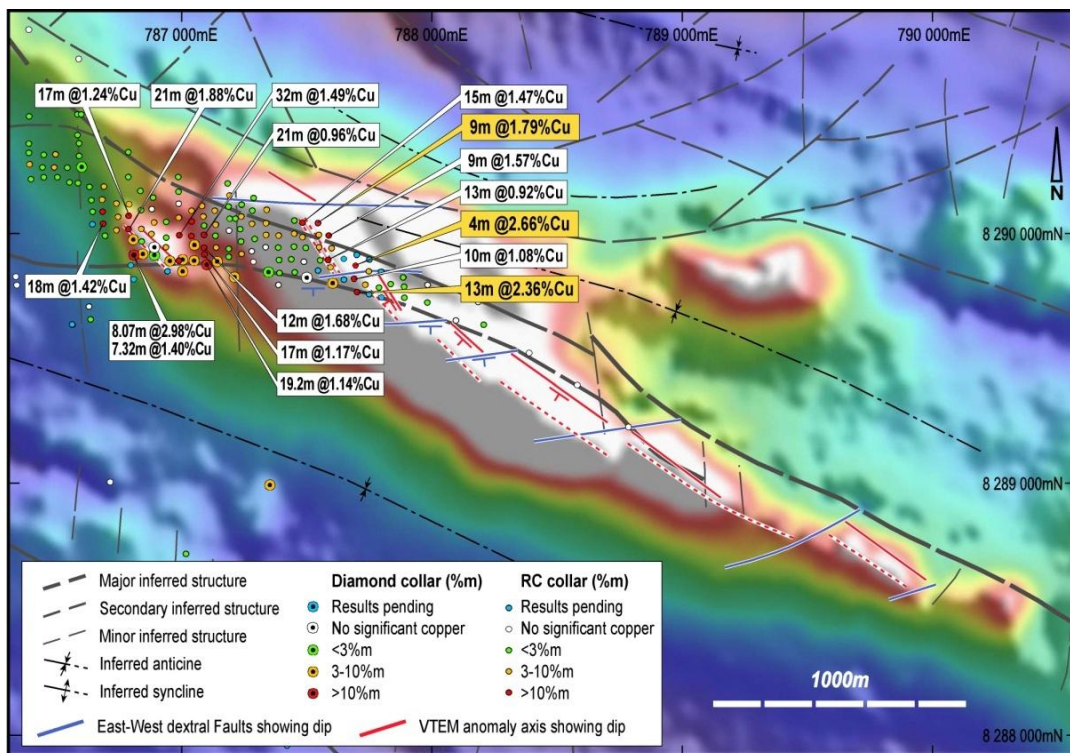 787 000mE
788 000mE
789 000mE
790 000mE
17m @1.24%Cu
21m @1.88%Cu
32m @1.49%Cu
21m @0.96%Cu
15m @1.47%Cu
9m @1.79%Cu
9m @1.57%Cu
13m @0.92%Cu
4m @2.66%Cu
10m @1.08%Cu
13m @2.36%Cu
N
8 290 000mN
18m @1.42%Cu
8.07m @2.98%Cu
7.32m @1.40%Cu
12m @1.68%Cu
17m @1.17%Cu
19.2m @1.14%Cu
8 289 000mN
Major inferred structure
Secondary inferred structure
Minor inferred structure
Inferred anticine
Inferred syncline
Diamond collar (%m)
Results pending
No significant copper
<3%m
3-10%m
>10%m
RC collar (%m)
Results pending
No significant copper
<3%m
3-10%m
>10%m
East-West dextral Faults showing dip
VTEM anomaly axis showing dip
1000m
8 288 000mN